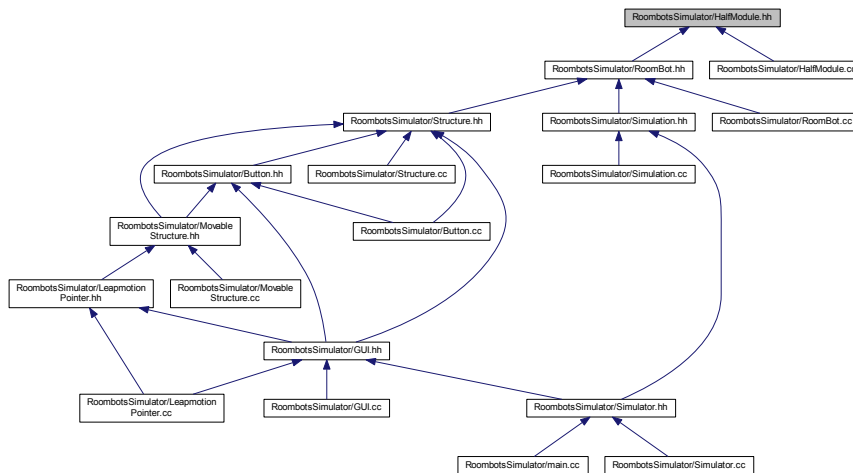 RoombotsSimulator/HalfModule.hh
RoombotsSimulator/RoomBot.hh
RoombotsSimulator/HalfModule.cc
RoombotsSimulator/Structure.hh
RoombotsSimulator/Simulation.hh
RoombotsSimulator/RoomBot.cc
RoombotsSimulator/Button.hh
RoombotsSimulator/Structure.cc
RoombotsSimulator/Simulation.cc
RoombotsSimulator/Movable
Structure.hh
RoombotsSimulator/Button.cc
RoombotsSimulator/Leapmotion
Pointer.hh
RoombotsSimulator/Movable
Structure.cc
RoombotsSimulator/GUI.hh
RoombotsSimulator/Leapmotion
Pointer.cc
RoombotsSimulator/GUI.cc
RoombotsSimulator/Simulator.hh
RoombotsSimulator/main.cc
RoombotsSimulator/Simulator.cc